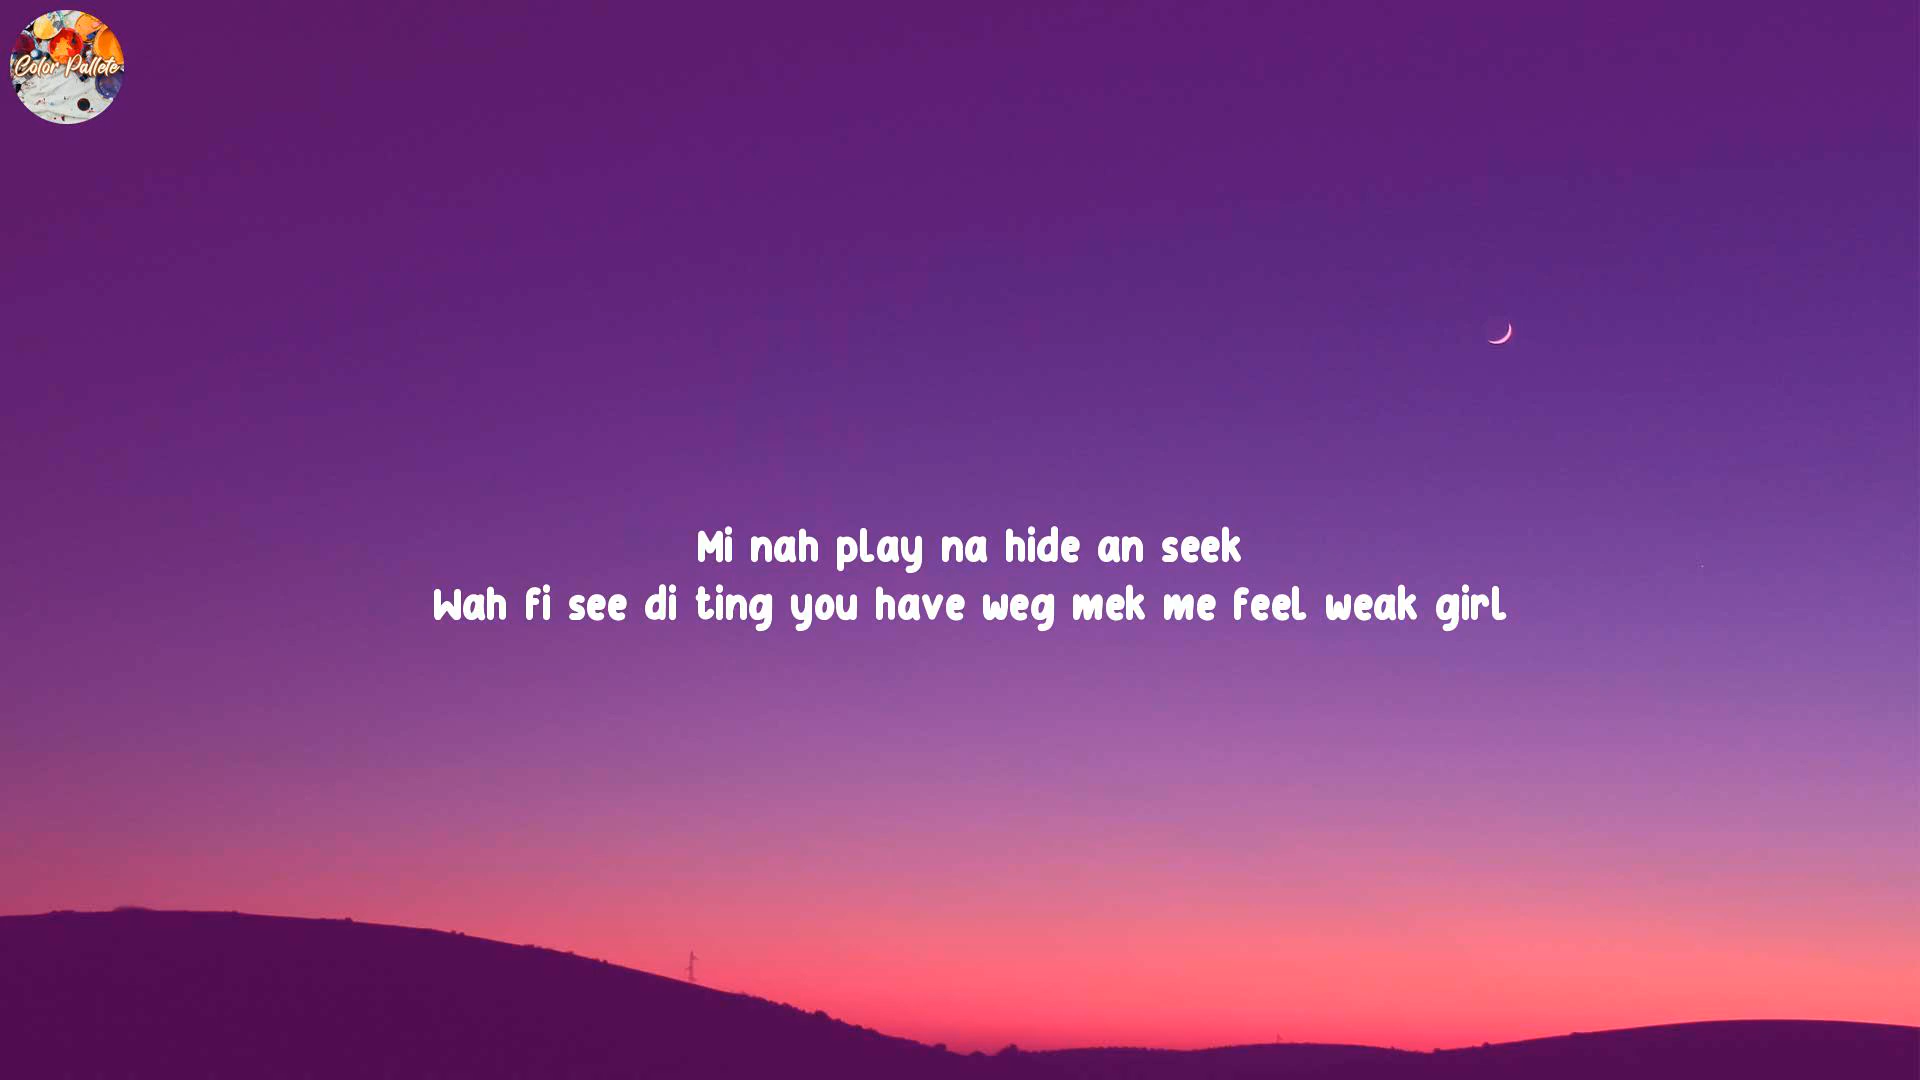 Color Pallete
Mi nah play na hide an seek
Wah fi see di ting you have weg mek me feel weak girl